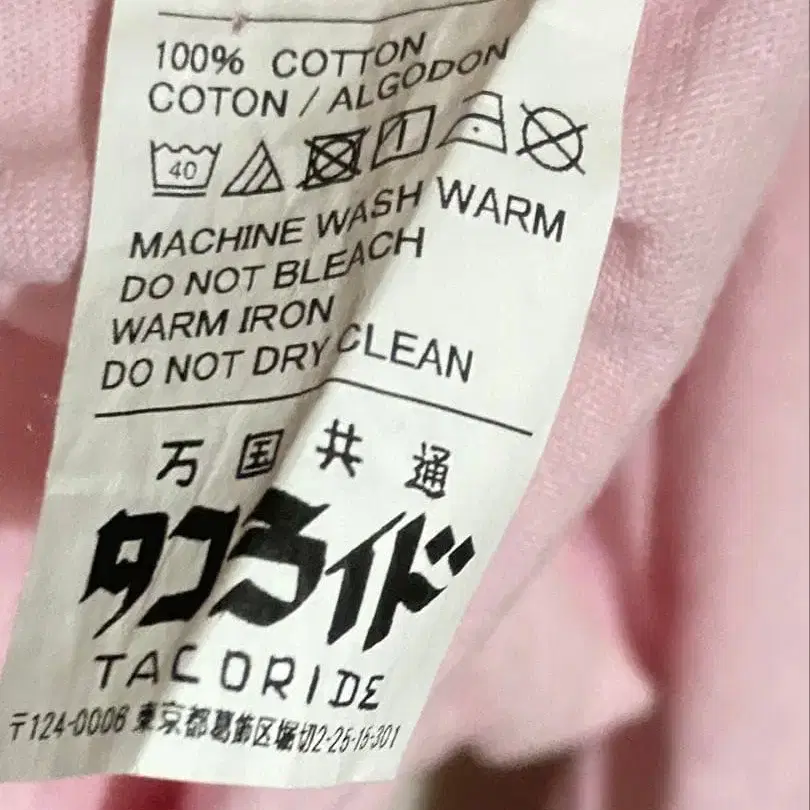 100% COTTON
COTON / ALGODON
40
MACHINE WASH WARM
DO NOT BLEACH
WARM IRON
DO NOT DRY CLEAN
万国共通
タコライド
TACORIDE
〒124-0006 東京都葛飾区堀切2-25-15-301